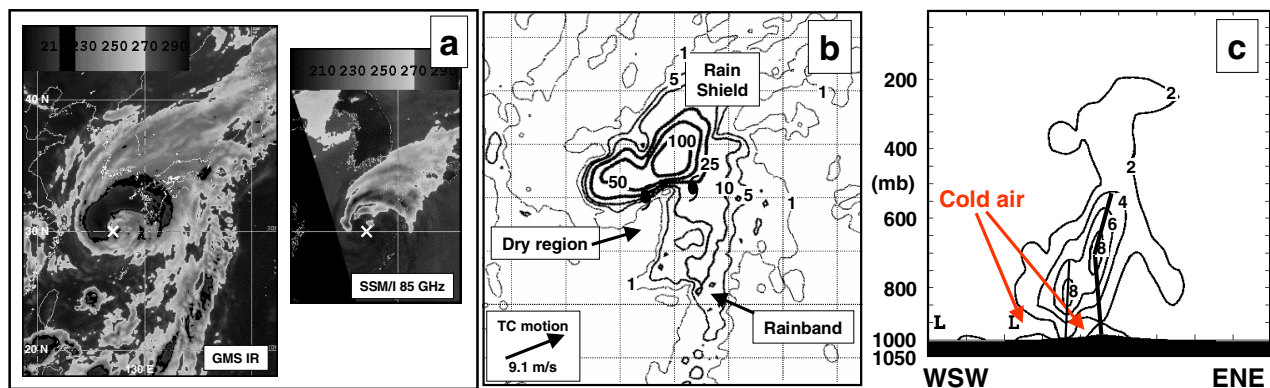 a
21 230 250 270 290
210 230 250 270 290
40 N
30 N
20 N
130 E
GMS IR
SSM/I 85 GHz
b
1
5
Rain
Shield
1
100
25
50
10
5
1
Dry region
1
Rainband
TC motion
9.1 m/s
c
200
400
(mb)
600
800
1000
1050
2
2
4
6
8
8
Cold air
L
L
WSW
ENE